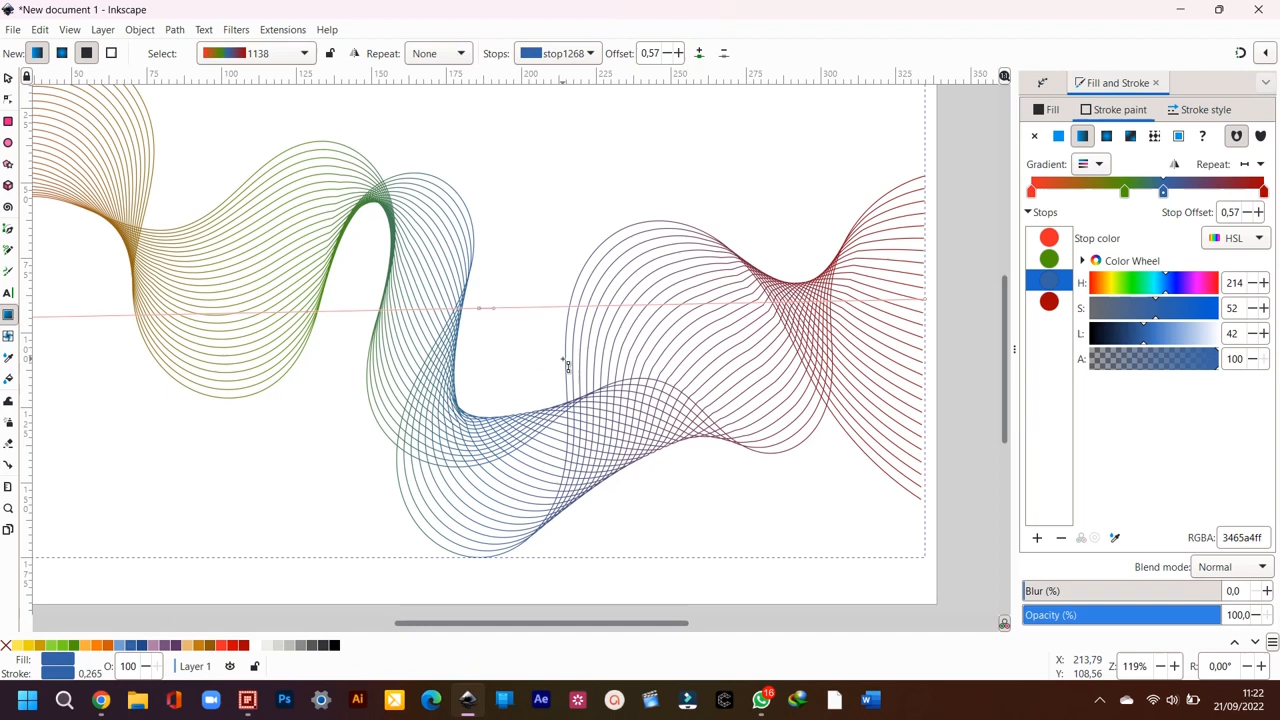 *New document 1 - Inkscape
File Edit View Layer Object Path Text Filters Extensions Help
New: Select: 1138 Repeat: None Stops: stop1268 Offset: 0,57
50 75 100 125 150 175 200 225 250 275 300 325 350
Fill and Stroke
Fill Stroke paint Stroke style
?
Gradient: Repeat:
Stops Stop Offset: 0,57
Stop color HSL
Color Wheel
H: 214
S: 52
L: 42
A: 100
RGBA: 3465a4ff
Blend mode: Normal
Blur (%) 0,0
Opacity (%) 100,0
Fill:
Stroke: 0,265 O: 100 Layer 1
X: 213,79
Y: 108,56
Z: 119% R: 0,00°
Ps Ai Ae 16
11:22
21/09/2022